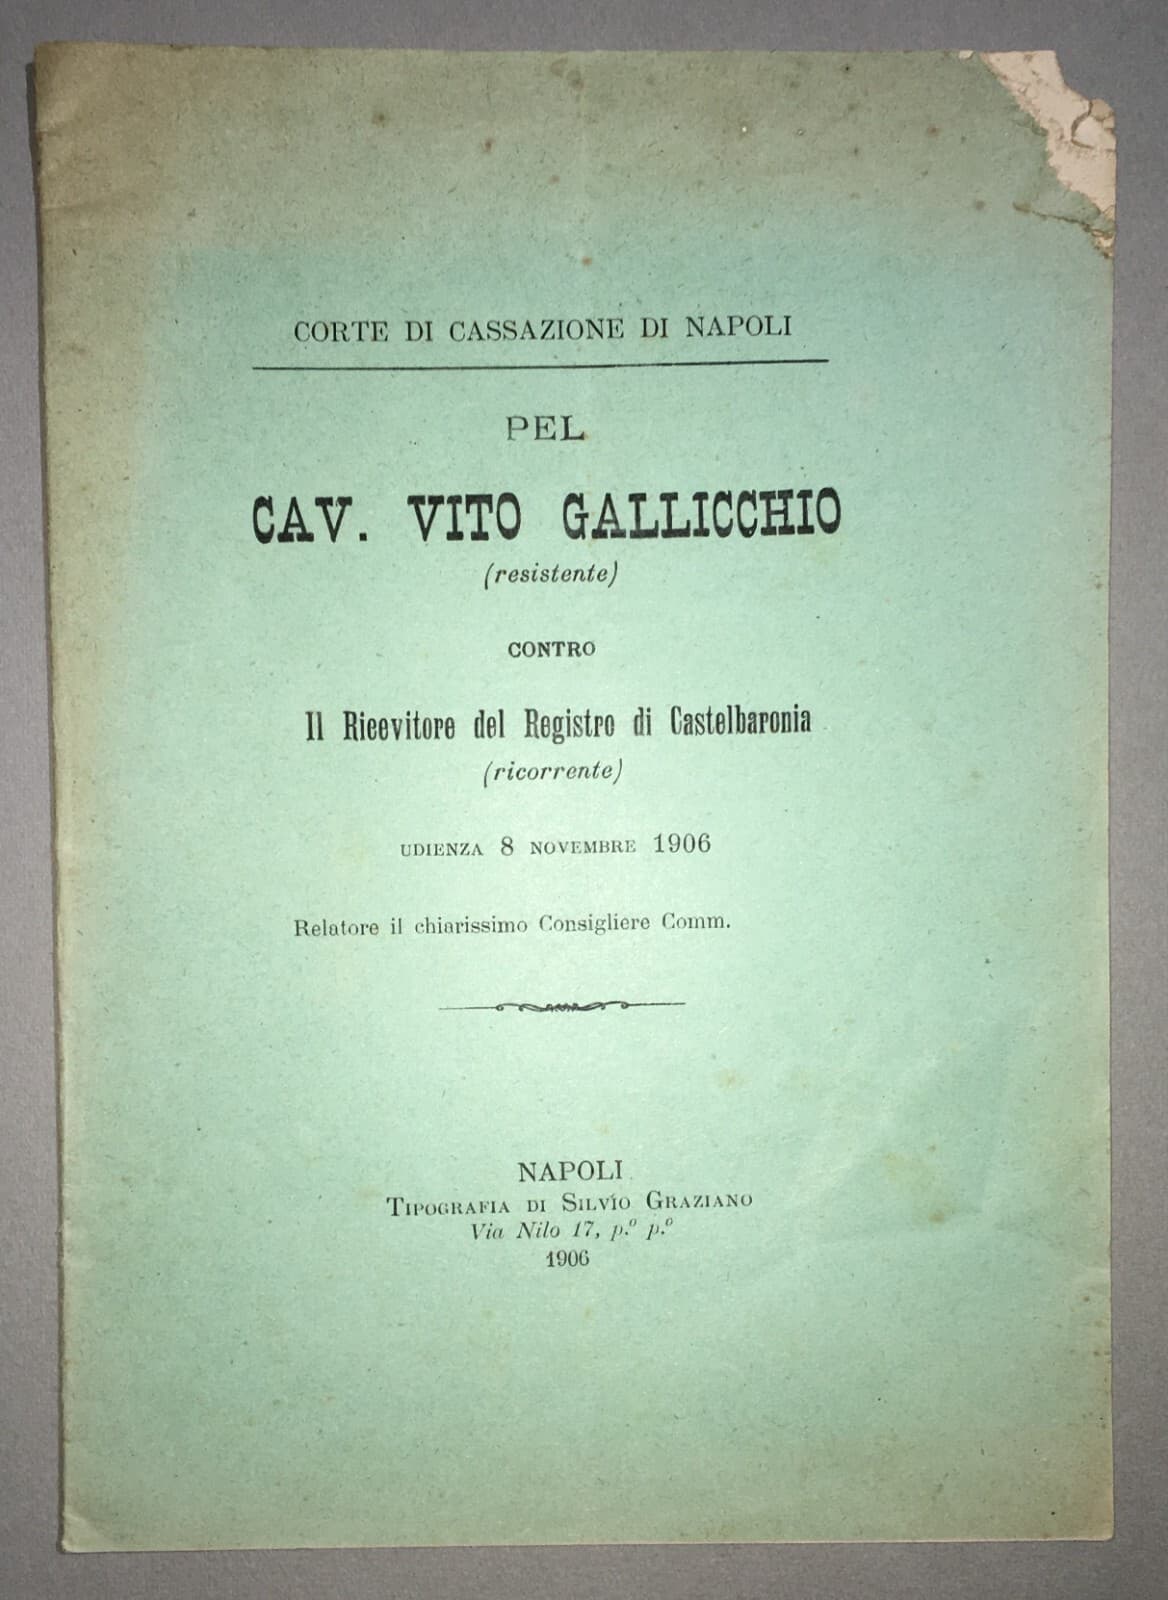 CORTE DI CASSAZIONE DI NAPOLI
PEL
CAV. VITO GALLICCHIO
(resistente)
CONTRO
Il Ricevitore del Registro di Castelbaronia
(ricorrente)
UDIENZA 8 NOVEMBRE 1906
Relatore il chiarissimo Consigliere Comm.
NAPOLI
TIPOGRAFIA DI SILVIO GRAZIANO
Via Nilo 17, p.º p.º
1906